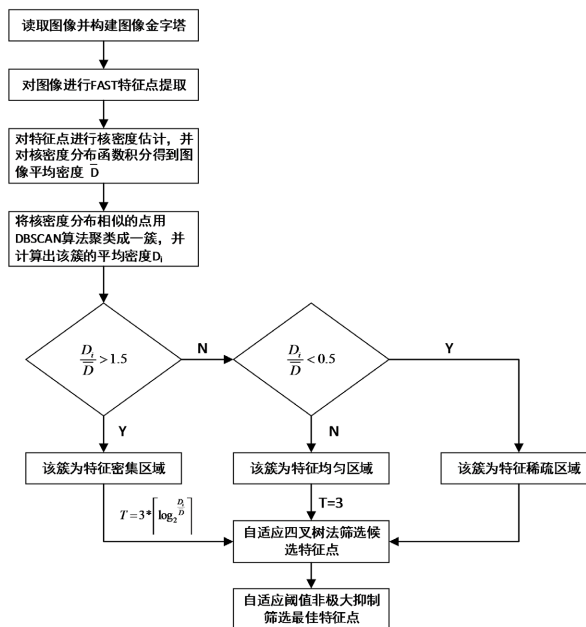 读取图像并构建图像金字塔
对图像进行FAST特征点提取
对特征点进行核密度估计，并
对核密度分布函数积分得到图
像平均密度 D̅
将核密度分布相似的点用
DBSCAN算法聚类成一簇，并
计算出该簇的平均密度Dᵢ
Dᵢ/D̅ >1.5
N
Dᵢ/D̅ <0.5
Y
Y
N
该簇为特征密集区域
该簇为特征均匀区域
该簇为特征稀疏区域
T = 3*⌈log₂ Dᵢ/D̅⌉
T=3
自适应四叉树法筛选候
选特征点
自适应阈值非极大抑制
筛选最佳特征点